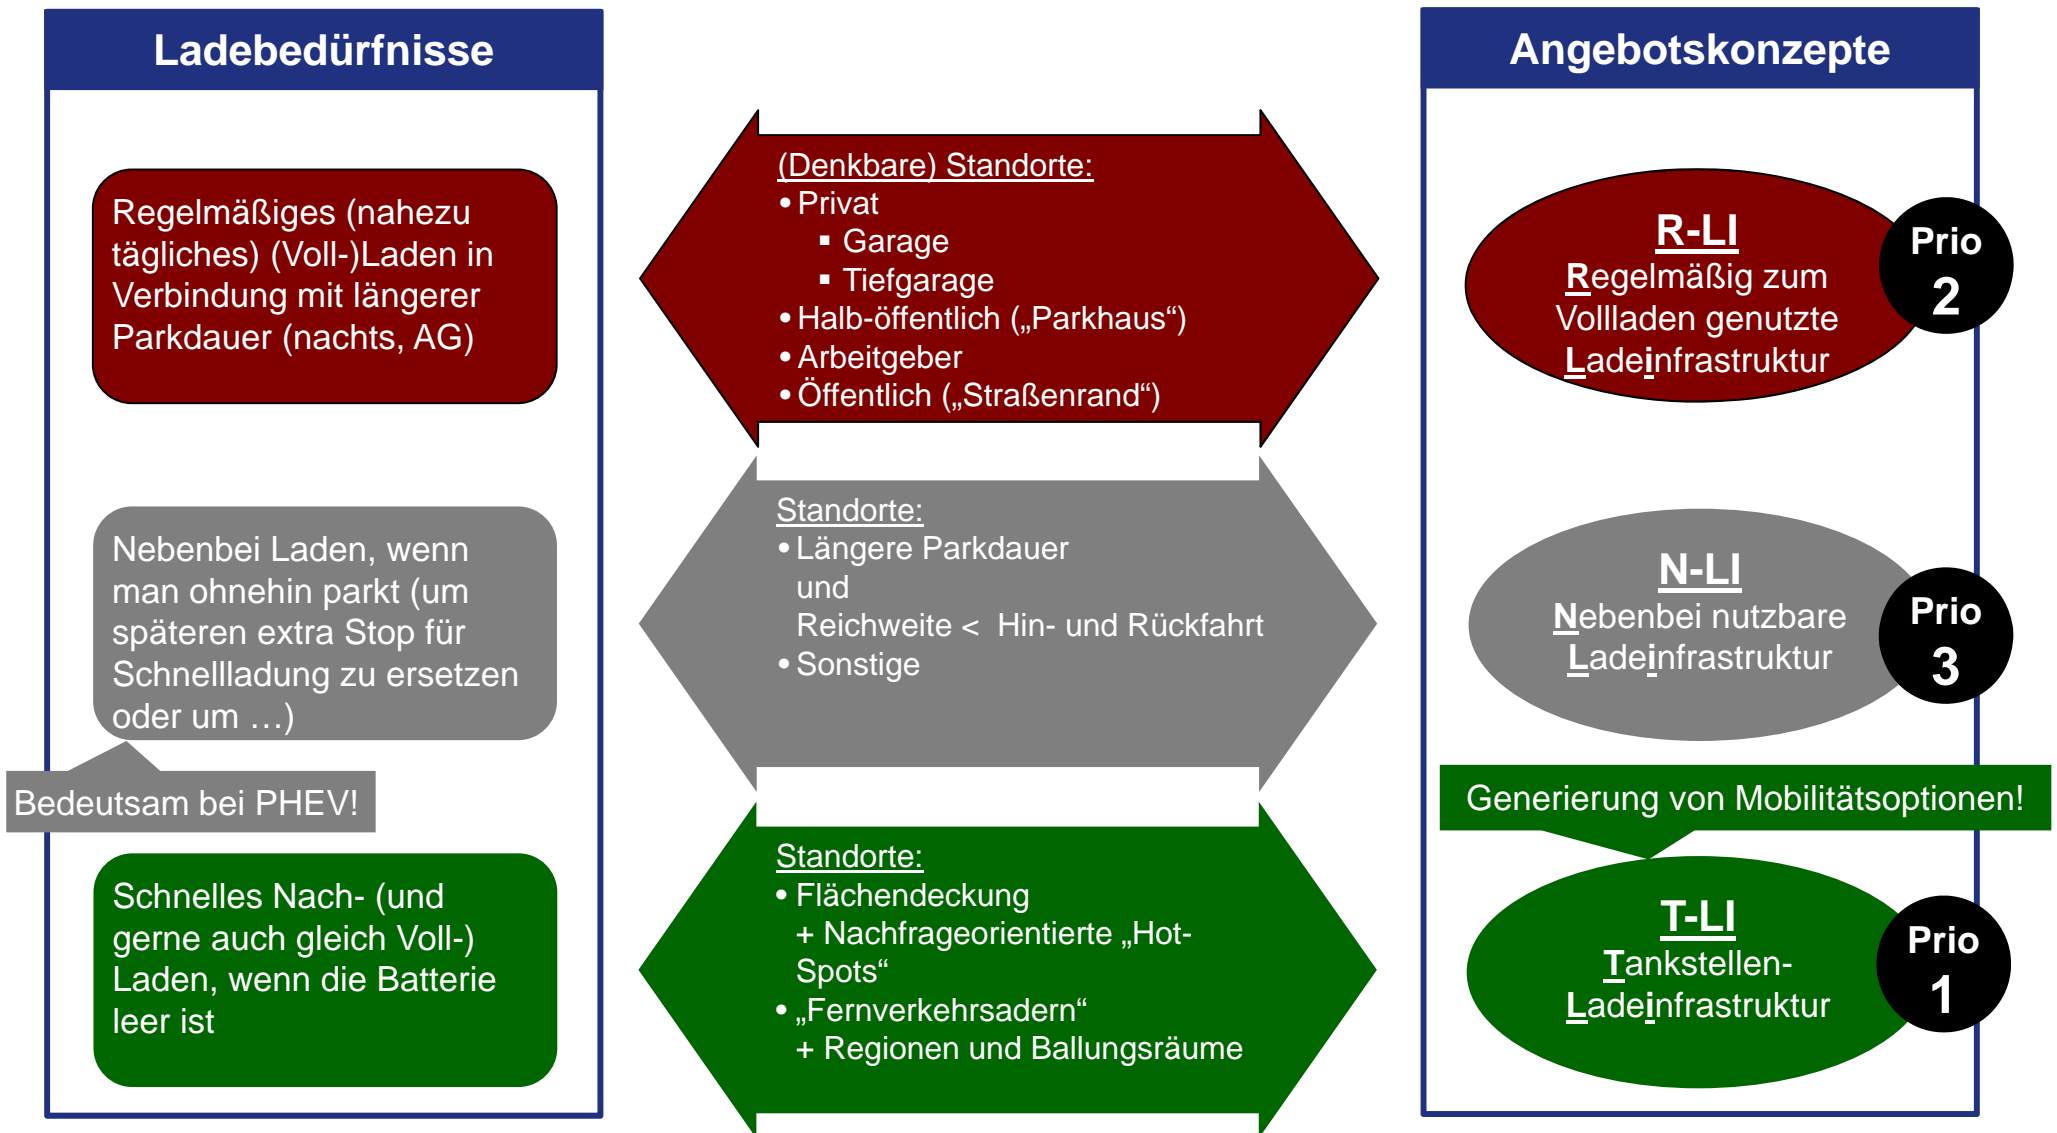 Ladebedürfnisse
Regelmäßiges (nahezu
tägliches) (Voll-)Laden in
Verbindung mit längerer
Parkdauer (nachts, AG)
Nebenbei Laden, wenn
man ohnehin parkt (um
späteren extra Stop für
Schnellladung zu ersetzen
oder um …)
Bedeutsam bei PHEV!
Schnelles Nach- (und
gerne auch gleich Voll-)
Laden, wenn die Batterie
leer ist
(Denkbare) Standorte:
• Privat
▪ Garage
▪ Tiefgarage
• Halb-öffentlich („Parkhaus“)
• Arbeitgeber
• Öffentlich („Straßenrand“)
Standorte:
• Längere Parkdauer
und
Reichweite < Hin- und Rückfahrt
• Sonstige
Standorte:
• Flächendeckung
+ Nachfrageorientierte „Hot-
Spots“
• „Fernverkehrsadern“
+ Regionen und Ballungsräume
Angebotskonzepte
R-LI
Regelmäßig zum
Vollladen genutzte
Ladeinfrastruktur
Prio
2
N-LI
Nebenbei nutzbare
Ladeinfrastruktur
Prio
3
Generierung von Mobilitätsoptionen!
T-LI
Tankstellen-
Ladeinfrastruktur
Prio
1